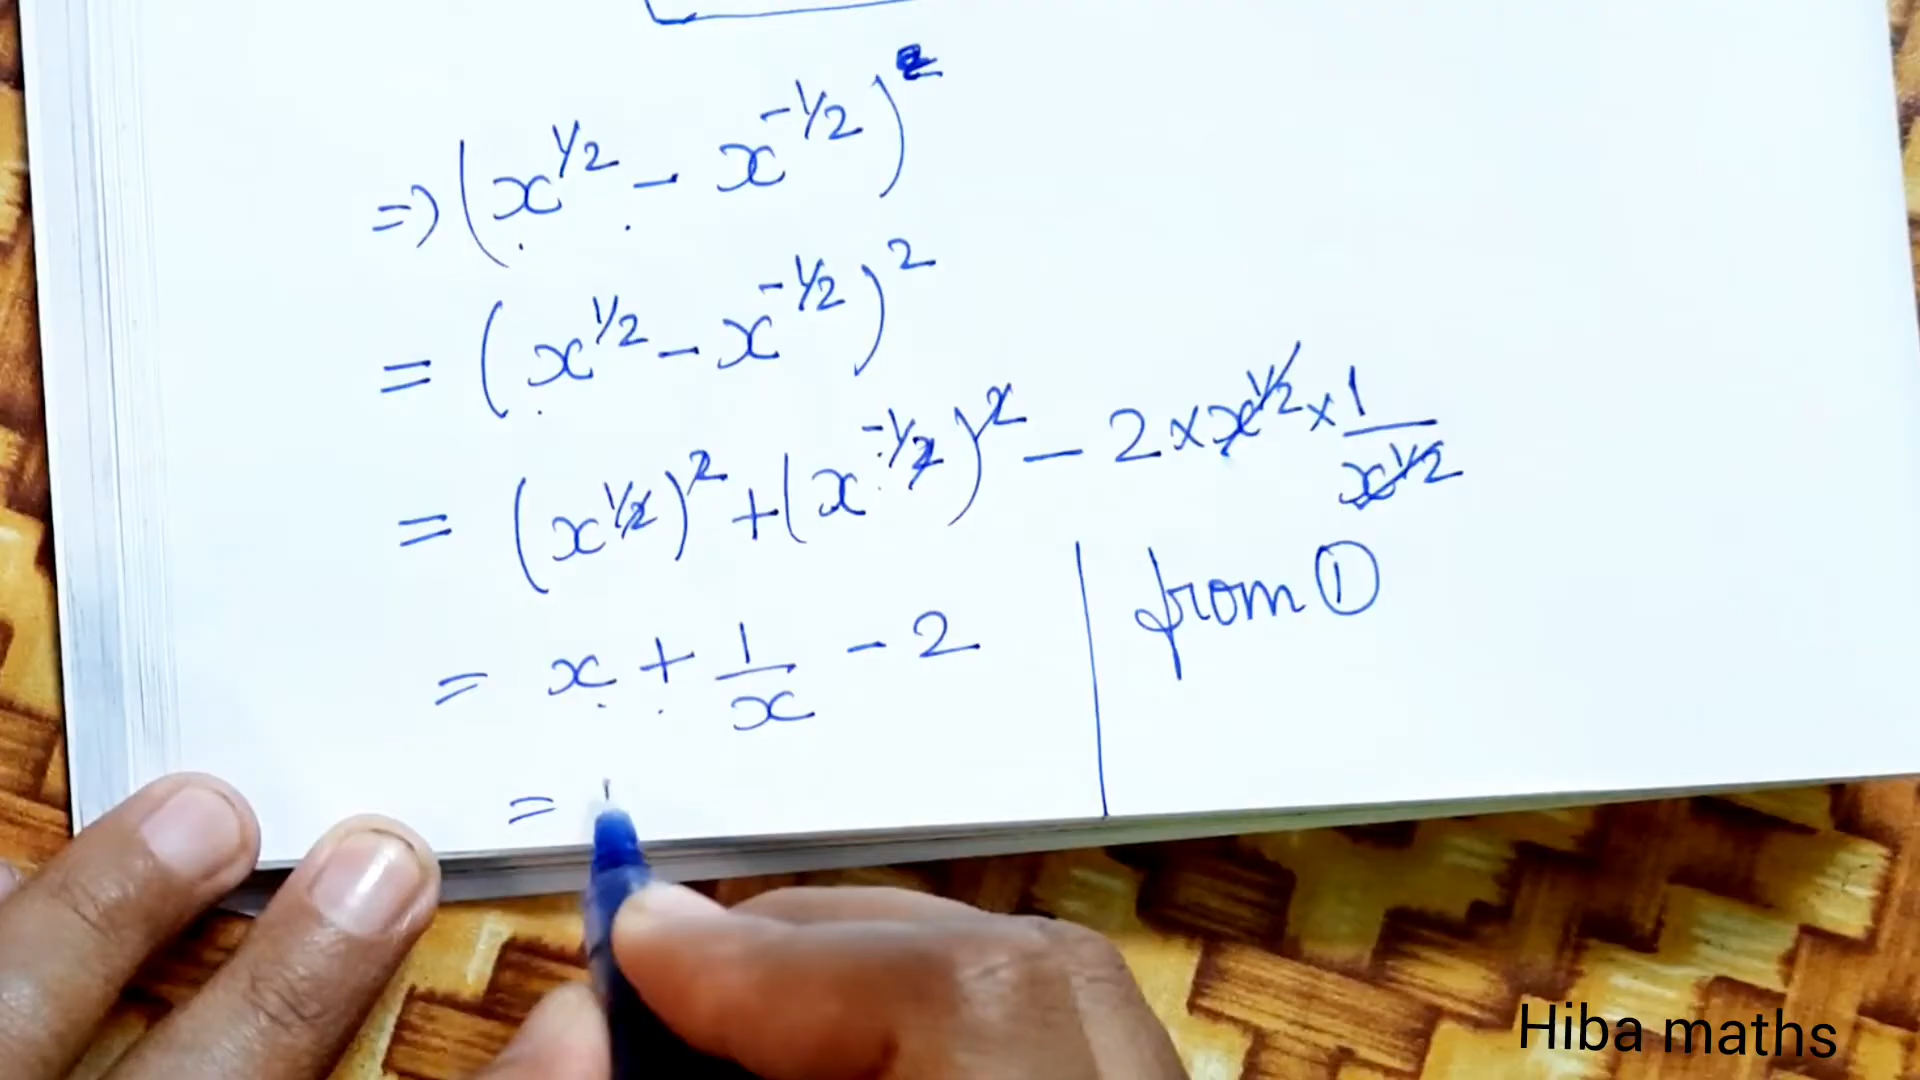 ⇒ (x^1/2 - x^-1/2)^2
= (x^1/2 - x^-1/2)^2
= (x^1/2)^2 + (x^-1/2)^2 - 2 × x^1/2 × 1/x^1/2
= x + 1/x - 2
from ①
=
Hiba maths